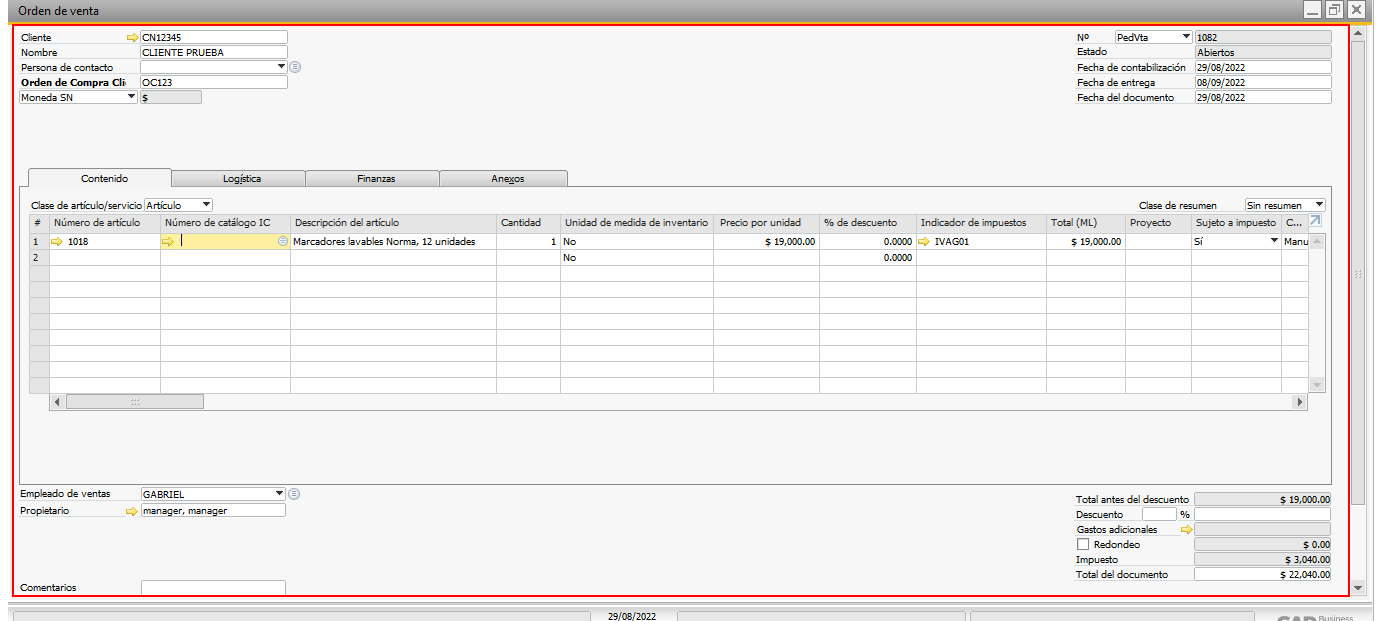 Orden de venta
Cliente CN12345
Nombre CLIENTE PRUEBA
Persona de contacto
Orden de Compra Cli OC123
Moneda SN $
Nº PedVta 1082
Estado Abiertos
Fecha de contabilización 29/08/2022
Fecha de entrega 08/09/2022
Fecha del documento 29/08/2022
Contenido Logística Finanzas Anexos
Clase de artículo/servicio Artículo Clase de resumen Sin resumen
# Número de artículo Número de catálogo IC Descripción del artículo Cantidad Unidad de medida de inventario Precio por unidad % de descuento Indicador de impuestos Total (ML) Proyecto Sujeto a impuesto C...
1 1018 Marcadores lavables Norma, 12 unidades 1 No $ 19,000.00 0.0000 IVAG01 $ 19,000.00 Sí Manu
2 No 0.0000
Empleado de ventas GABRIEL
Propietario manager, manager
Comentarios
Total antes del descuento $ 19,000.00
Descuento %
Gastos adicionales
Redondeo $ 0.00
Impuesto $ 3,040.00
Total del documento $ 22,040.00
29/08/2022
SAP Business